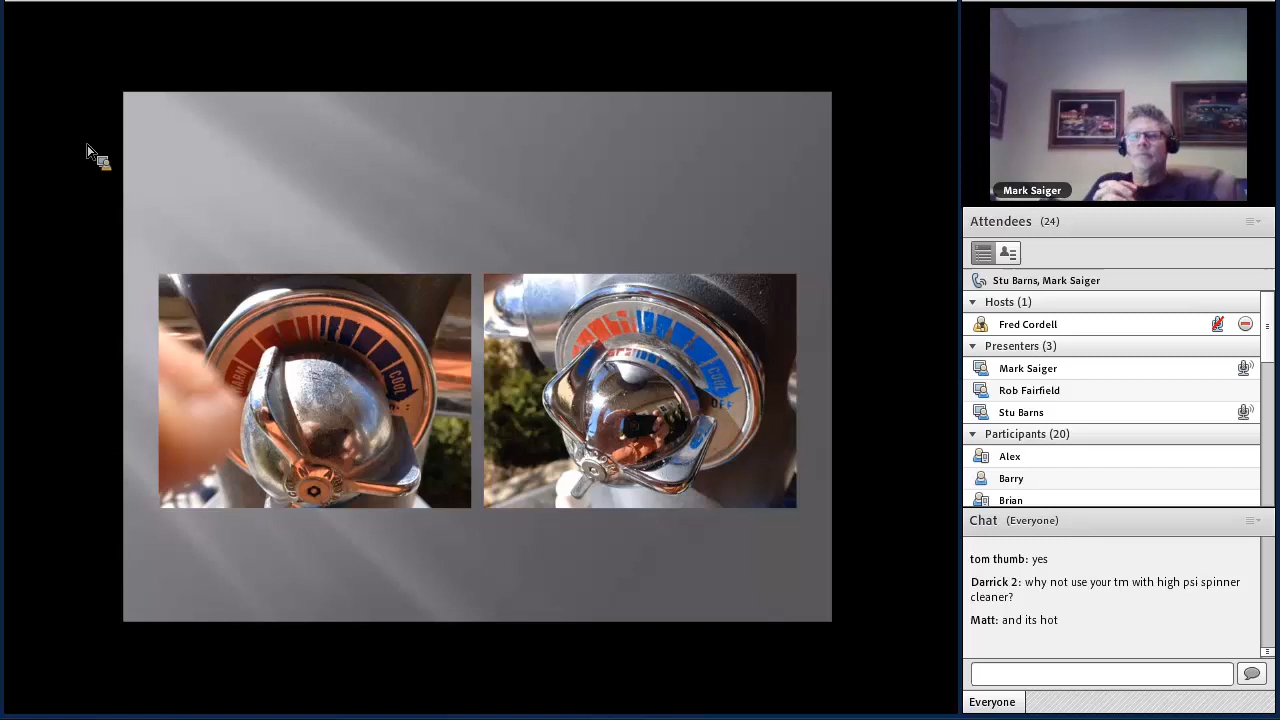 WARM
COOL
COOL
OFF
Mark Saiger
Attendees (24)
Stu Barns, Mark Saiger
Hosts (1)
Fred Cordell
Presenters (3)
Mark Saiger
Rob Fairfield
Stu Barns
Participants (20)
Alex
Barry
Brian
Chat (Everyone)
tom thumb: yes
Darrick 2: why not use your tm with high psi spinner
cleaner?
Matt: and its hot
Everyone